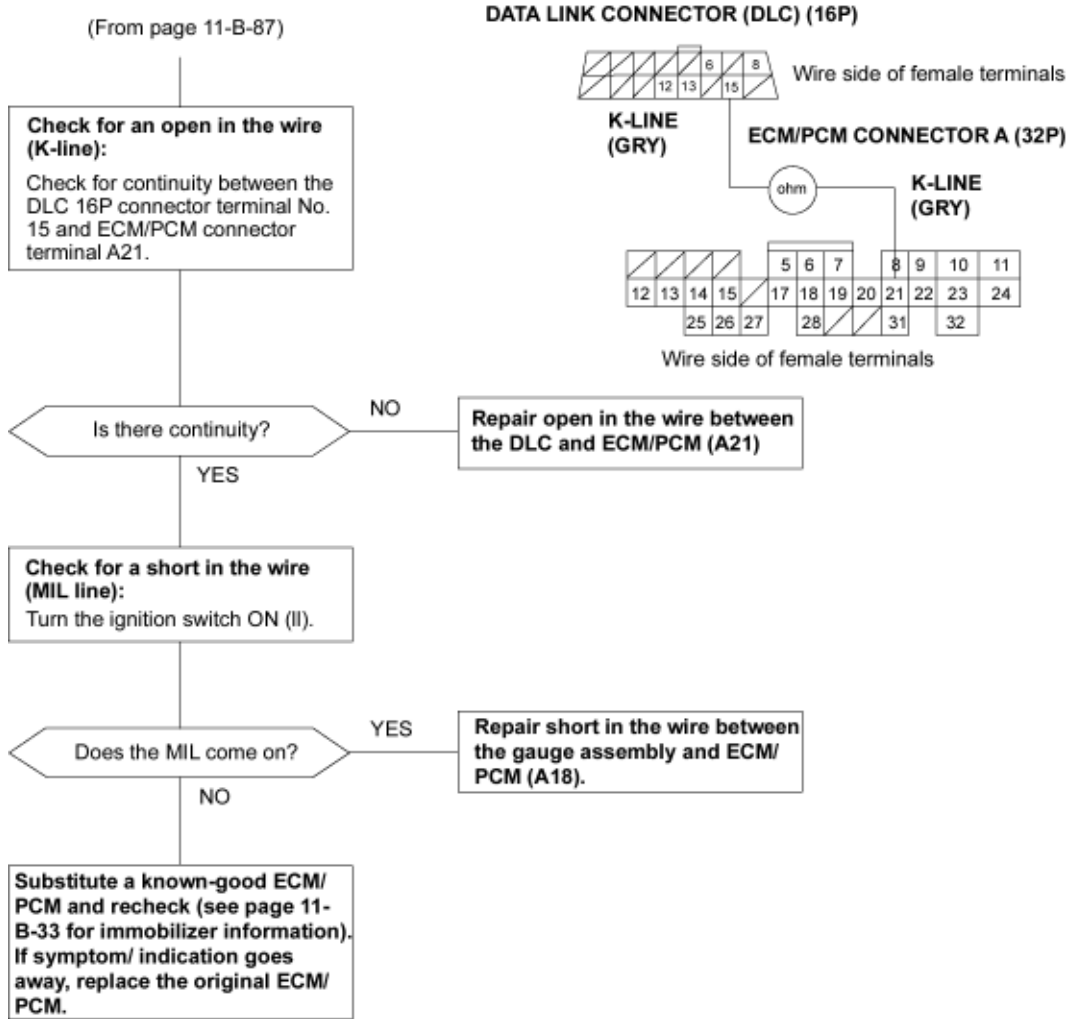 (From page 11-B-87)
DATA LINK CONNECTOR (DLC) (16P)
6 8
12 13 15
Wire side of female terminals
K-LINE
(GRY)
ECM/PCM CONNECTOR A (32P)
ohm
K-LINE
(GRY)
5 6 7 8 9 10 11
12 13 14 15 17 18 19 20 21 22 23 24
25 26 27 28 31 32
Wire side of female terminals
Check for an open in the wire
(K-line):
Check for continuity between the
DLC 16P connector terminal No.
15 and ECM/PCM connector
terminal A21.
Is there continuity?
NO
Repair open in the wire between
the DLC and ECM/PCM (A21)
YES
Check for a short in the wire
(MIL line):
Turn the ignition switch ON (II).
Does the MIL come on?
YES
Repair short in the wire between
the gauge assembly and ECM/
PCM (A18).
NO
Substitute a known-good ECM/
PCM and recheck (see page 11-
B-33 for immobilizer information).
If symptom/ indication goes
away, replace the original ECM/
PCM.